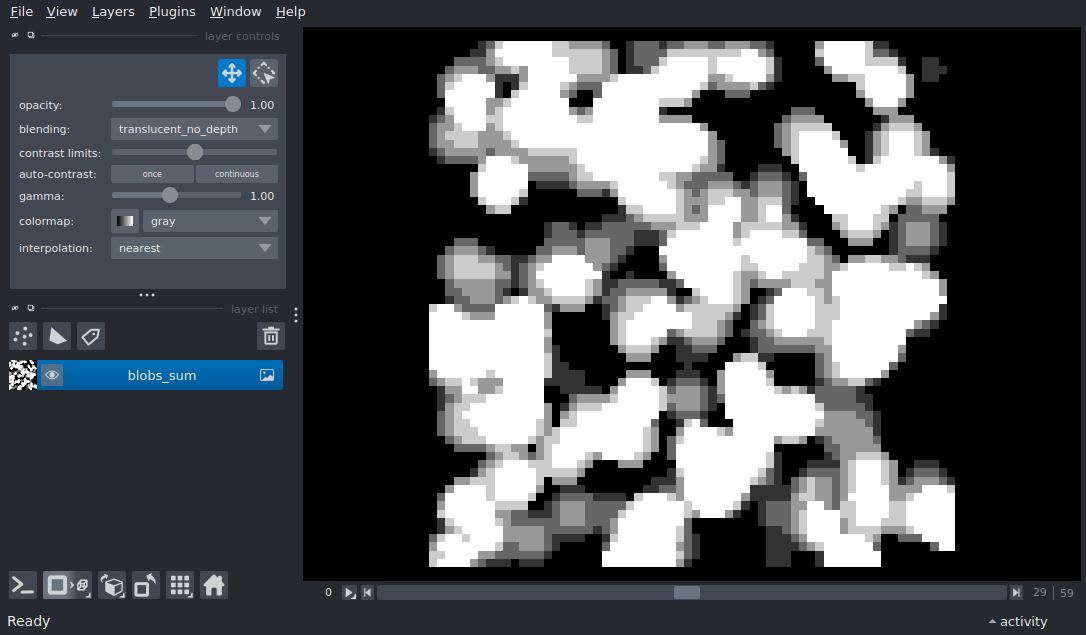 File View Layers Plugins Window Help
layer controls
opacity: 1.00
blending: translucent_no_depth
contrast limits:
auto-contrast: once continuous
gamma: 1.00
colormap: gray
interpolation: nearest
layer list
blobs_sum
0 29 59
Ready activity